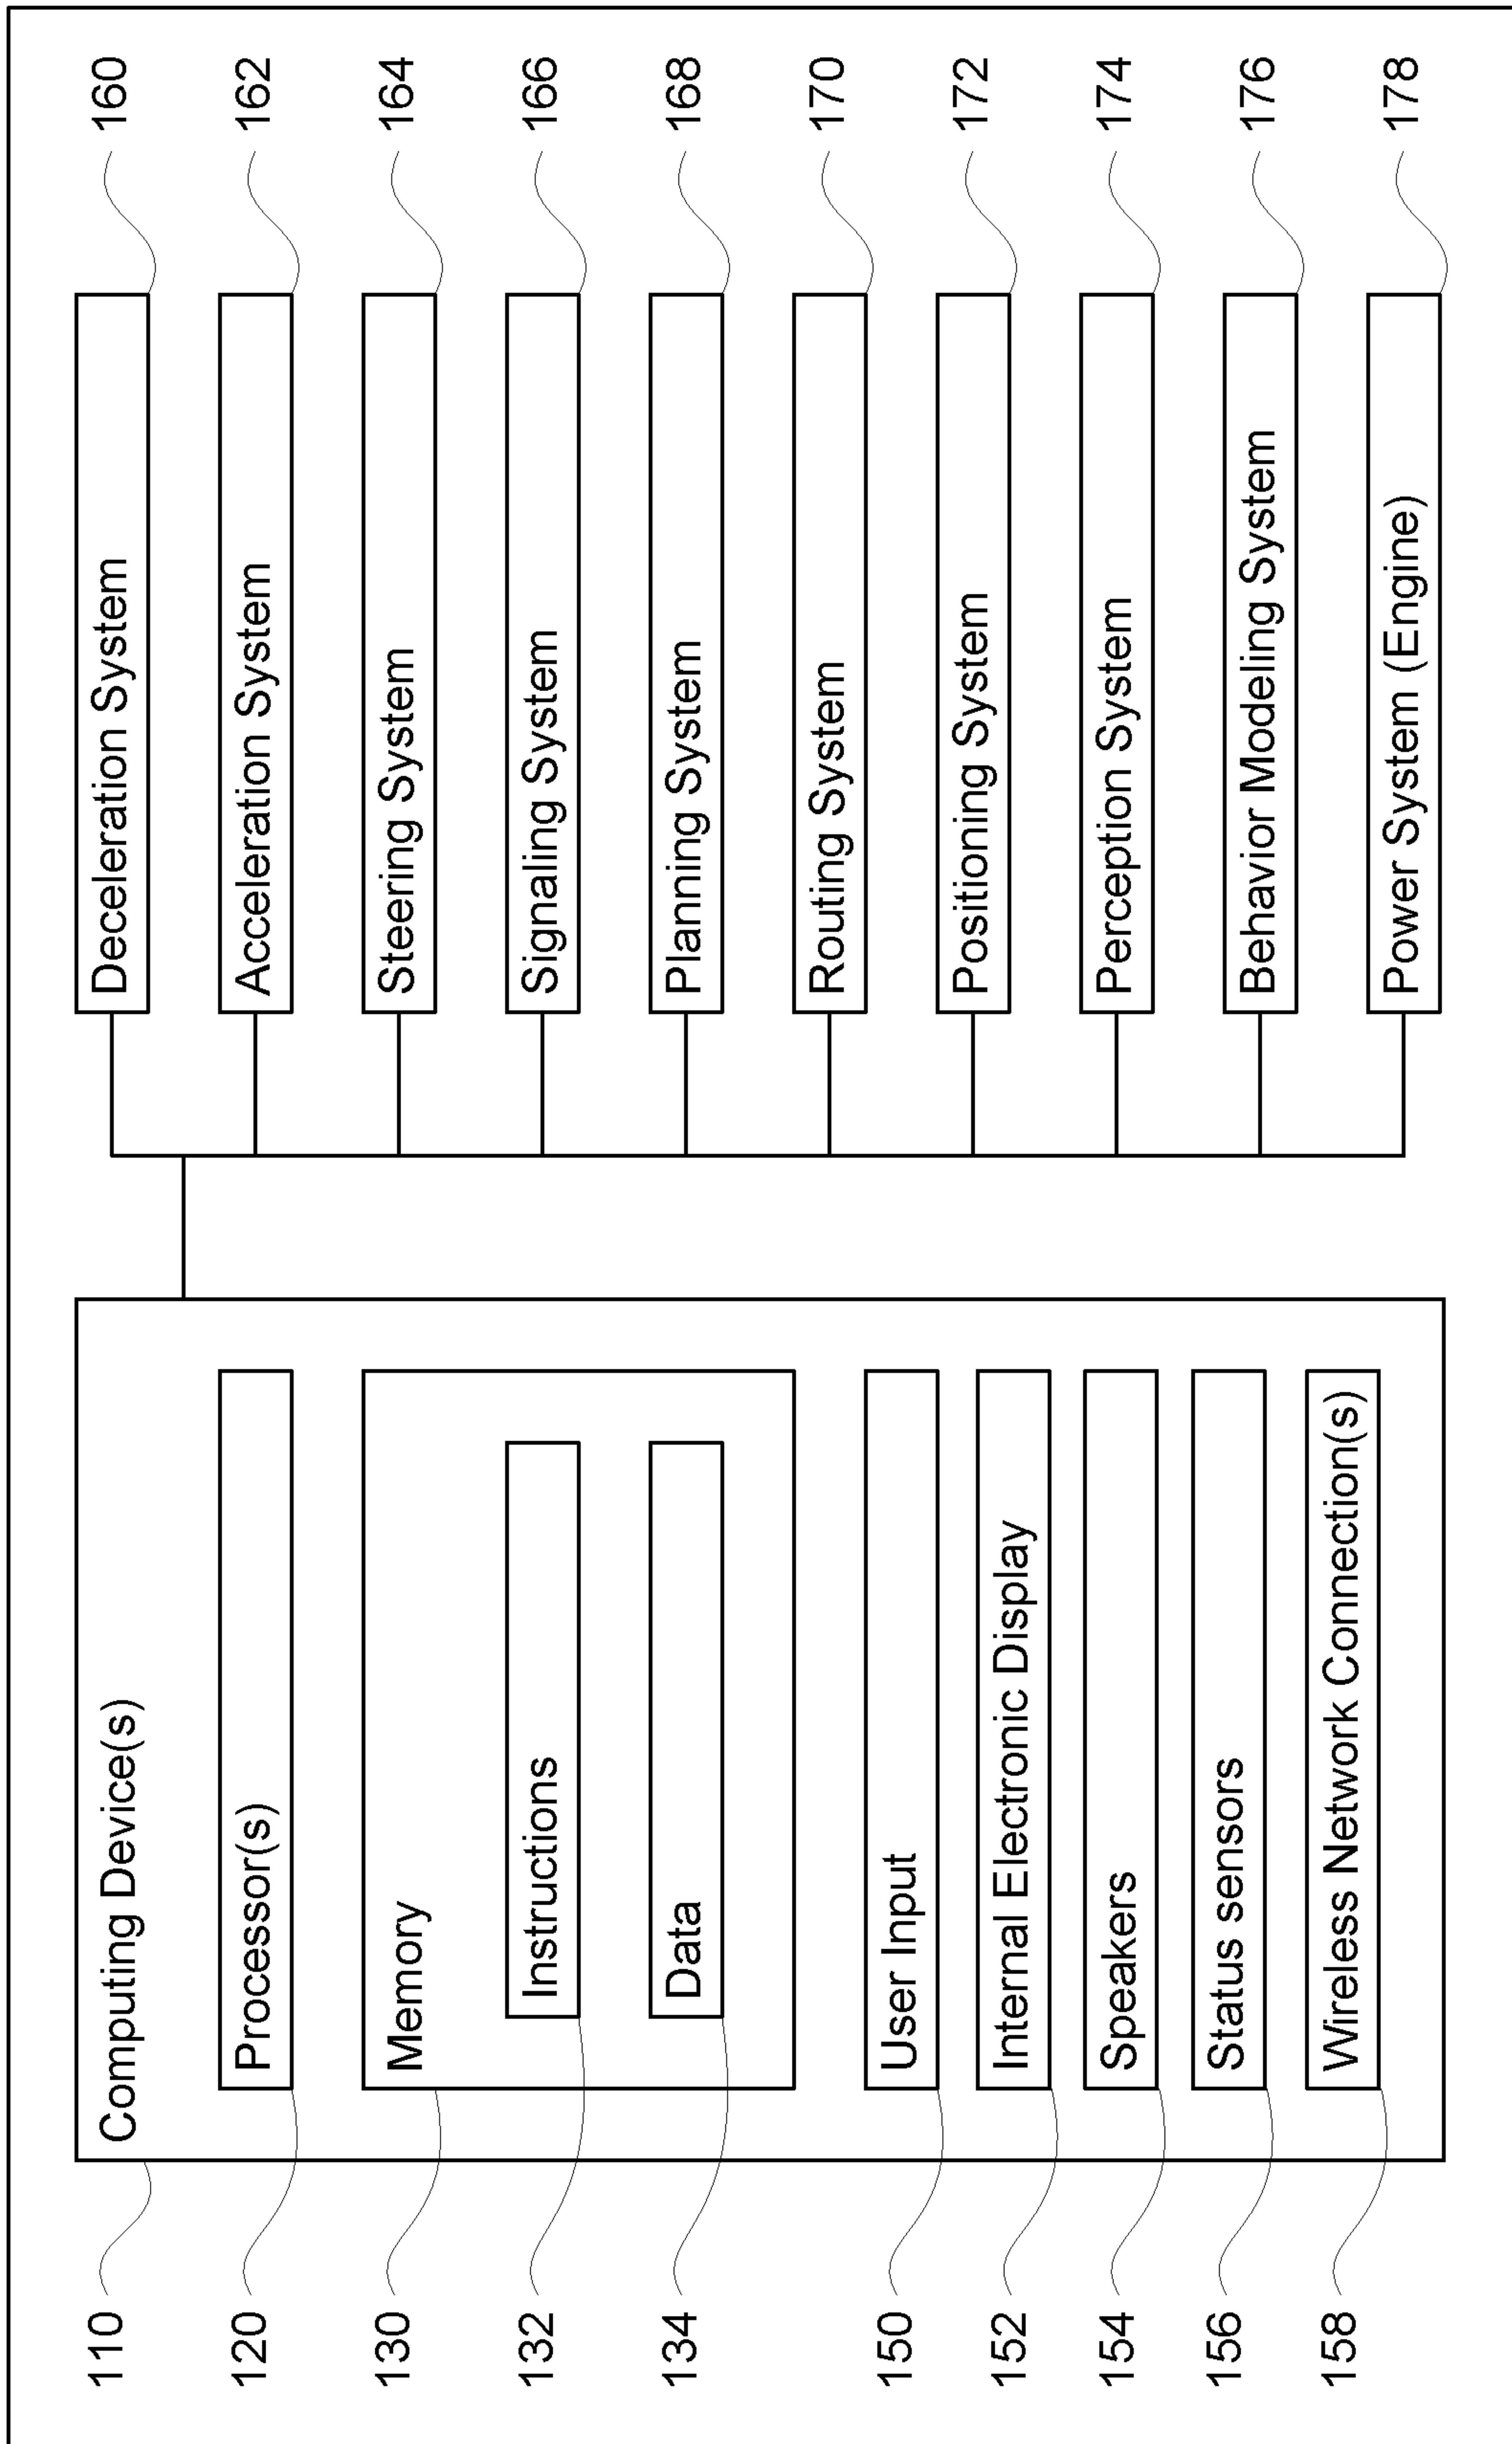 110
Computing Device(s)
120
Processor(s)
130
Memory
132
Instructions
134
Data
150
User Input
152
Internal Electronic Display
154
Speakers
156
Status sensors
158
Wireless Network Connection(s)
Deceleration System
160
Acceleration System
162
Steering System
164
Signaling System
166
Planning System
168
Routing System
170
Positioning System
172
Perception System
174
Behavior Modeling System
176
Power System (Engine)
178